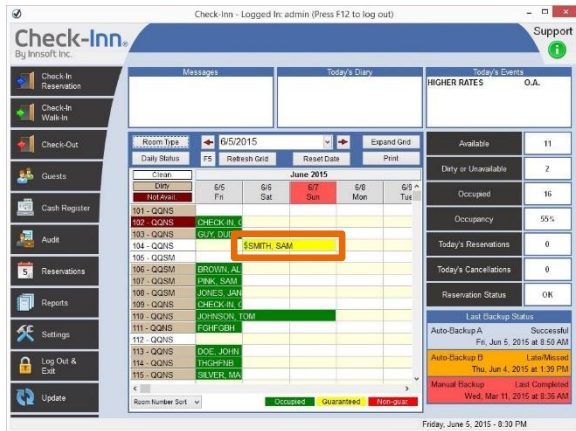 Check-Inn - Logged In: admin (Press F12 to log out)
Check-Inn®
By Innsoft Inc.
Support
Check-In
Reservation
Check-In
Walk-In
Check-Out
Guests
Cash Register
Audit
5
Reservations
Reports
Settings
Log Out &
Exit
Update
Messages
Today's Diary
Today's Events
HIGHER RATES O.A.
Room Type
6/5/2015
Expand Grid
Daily Status
F5
Refresh Grid
Reset Date
Print
Clean
Dirty
Not Avail.
June 2015
6/5 6/6 6/7 6/8 6/9
Fri Sat Sun Mon Tue
101 - QQNS
102 - QQNS CHECK-IN, C
103 - QQNS GUY, DUD
104 - QQNS $SMITH, SAM
105 - QQSM
106 - QQSM BROWN, AL
107 - QQSM PINK, SAM
108 - QQSM JONES, JAN
109 - QQNS CHECK-IN, C
110 - QQNS JOHNSON, TOM
111 - QQNS FGHFGBH
112 - QQNS
113 - QQNS DOE, JOHN
114 - QQNS THGHFNB
115 - QQNS SILVER, MA
Room Number Sort
Occupied
Guaranteed
Non-guar.
Available 11
Dirty or Unavailable 2
Occupied 16
Occupancy 55%
Today's Reservations 0
Today's Cancellations 0
Reservation Status OK
Last Backup Status
Auto-Backup A Successful
Fri, Jun 5, 2015 at 8:50 AM
Auto-Backup B Late/Missed
Thu, Jun 4, 2015 at 1:39 PM
Manual Backup Last Completed
Wed, Mar 11, 2015 at 8:36 AM
Friday, June 5, 2015 - 8:30 PM